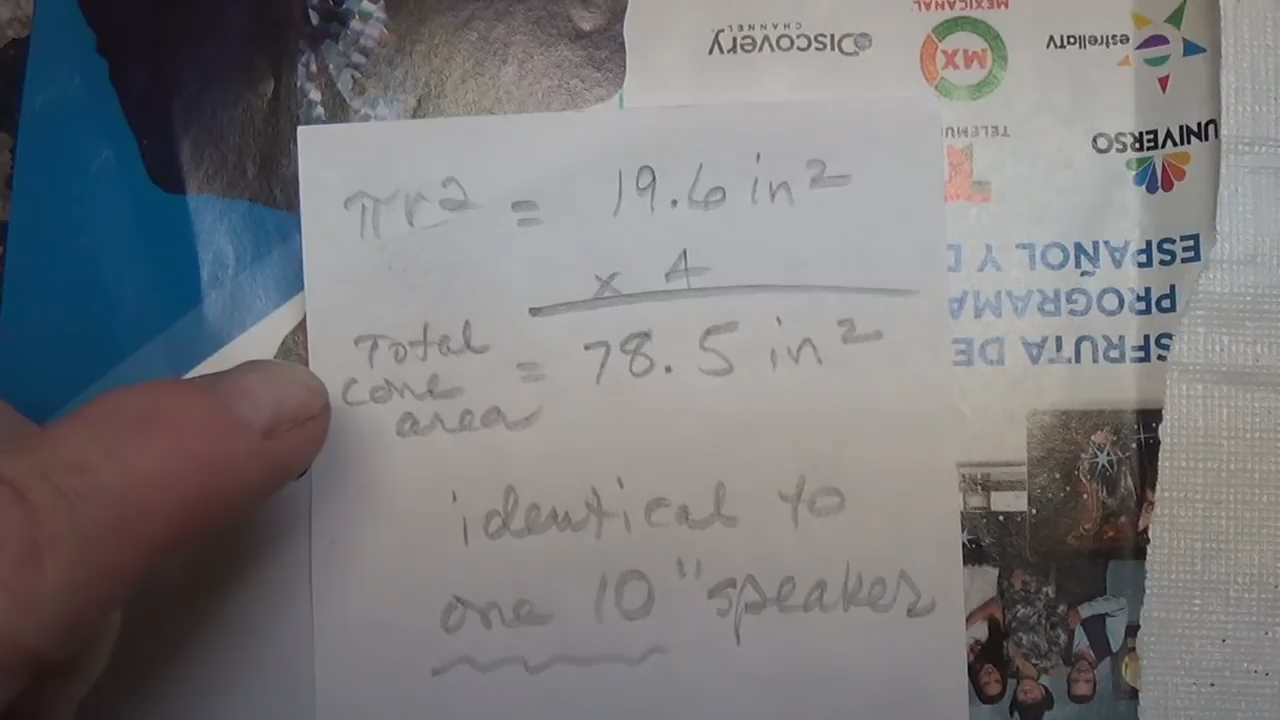 πr² = 19.6 in²
x 4
Total cone area = 78.5 in²
identical to
one 10" speaker
MEXICANAL
Discovery
CHANNEL
MX
estrellaTV
TELEMU
UNIVERSO
ESPAÑOL Y
PROGRAMA
SFRUTA DE